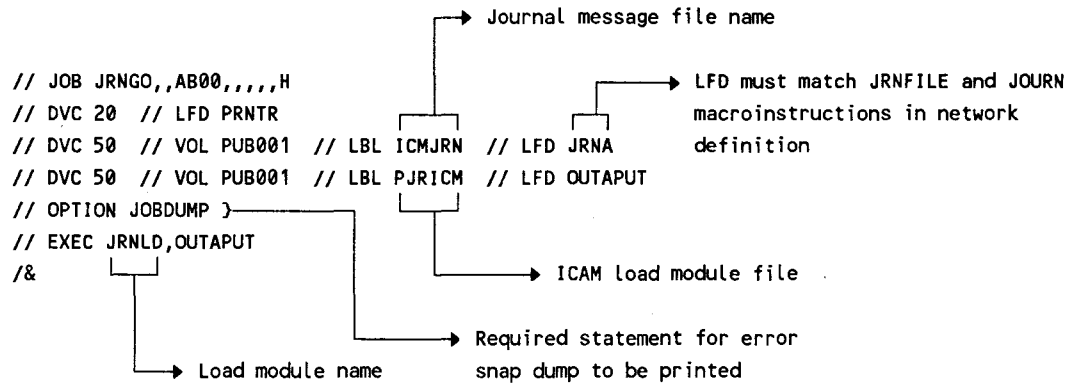 Journal message file name
// JOB JRNGO,,AB00,,,,,H
LFD must match JRNFILE and JOURN
// DVC 20 // LFD PRNTR
macroinstructions in network
// DVC 50 // VOL PUB001 // LBL ICMJRN // LFD JRNA
definition
// DVC 50 // VOL PUB001 // LBL PJRICM // LFD OUTAPUT
// OPTION JOBDUMP }
// EXEC JRNLD,OUTAPUT
/&
ICAM load module file
Required statement for error
Load module name
snap dump to be printed